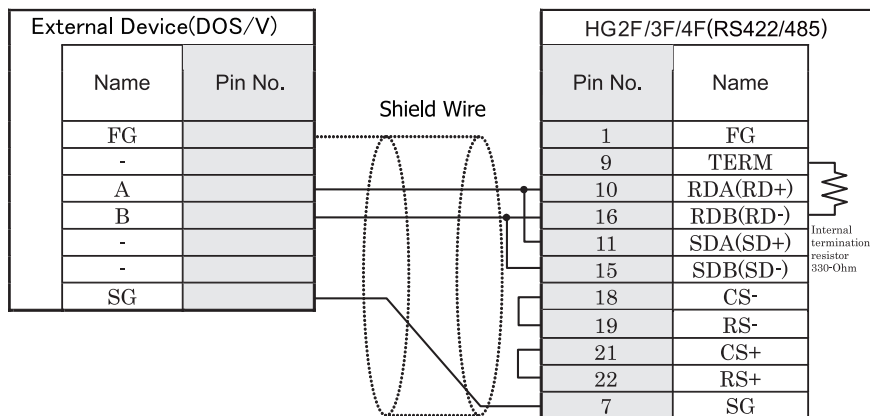 External Device(DOS/V)
HG2F/3F/4F(RS422/485)
Name Pin No.
Pin No. Name
Shield Wire
FG
1 FG
-
9 TERM
A
10 RDA(RD+)
B
16 RDB(RD-)
-
11 SDA(SD+)
-
15 SDB(SD-)
SG
18 CS-
19 RS-
21 CS+
22 RS+
7 SG
Internal
termination
resistor
330-Ohm